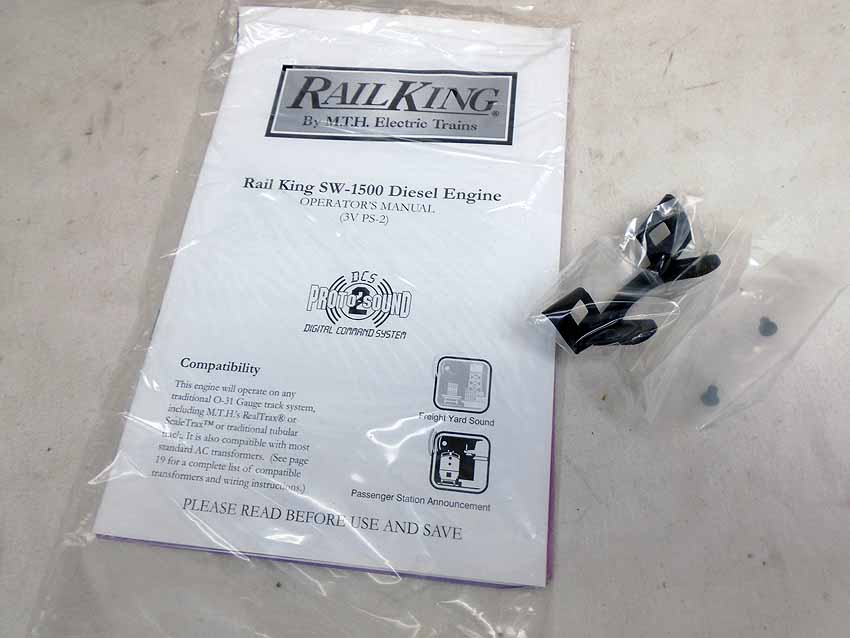 RAILKING®
By M.T.H. Electric Trains
Rail King SW-1500 Diesel Engine
OPERATOR'S MANUAL
(3V PS-2)
DCS
PROTO-SOUND 2
DIGITAL COMMAND SYSTEM
Compatibility
This engine will operate on any
traditional O-31 Gauge track system,
including M.T.H.'s RealTrax® or
ScaleTrax™ or traditional tubular
track. It is also compatible with most
standard AC transformers. (See page
19 for a complete list of compatible
transformers and wiring instructions.)
Freight Yard Sound
Passenger Station Announcement
PLEASE READ BEFORE USE AND SAVE